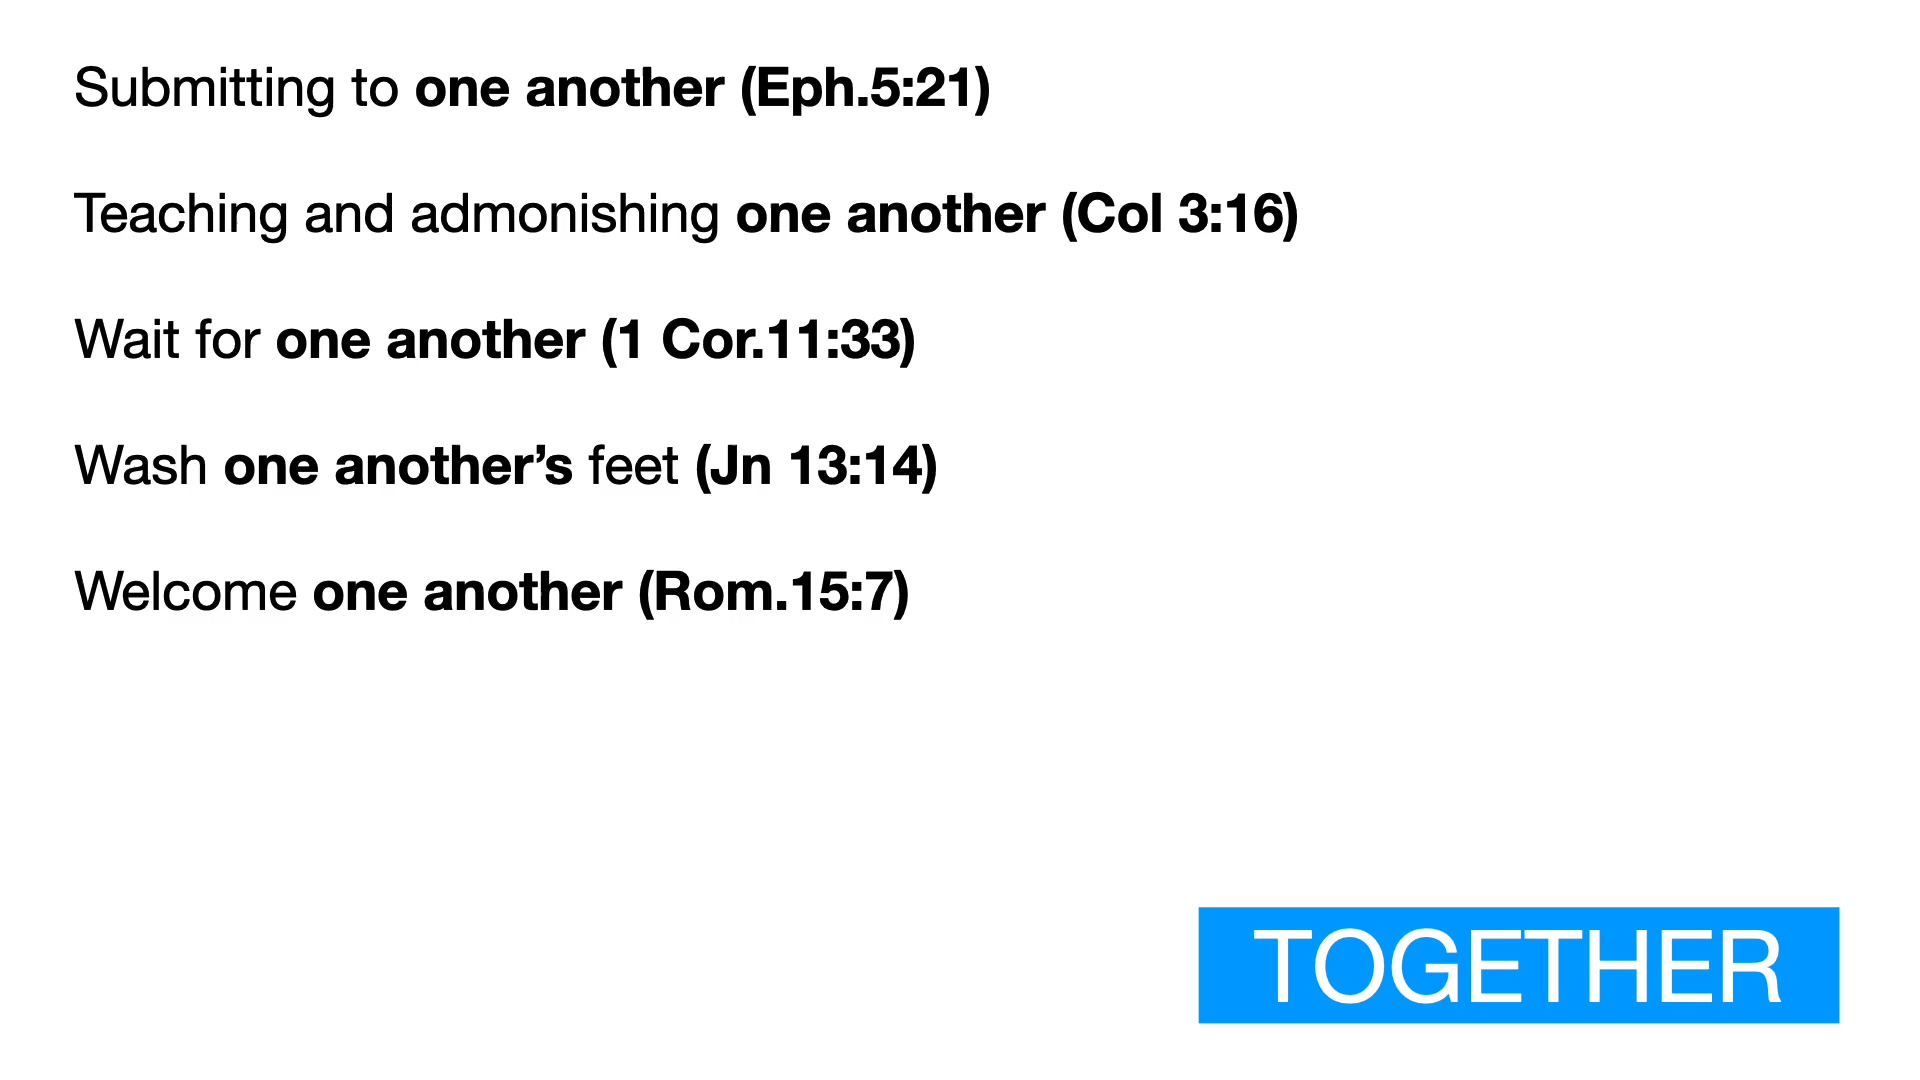 Submitting to one another (Eph.5:21)
Teaching and admonishing one another (Col 3:16)
Wait for one another (1 Cor.11:33)
Wash one another’s feet (Jn 13:14)
Welcome one another (Rom.15:7)
TOGETHER